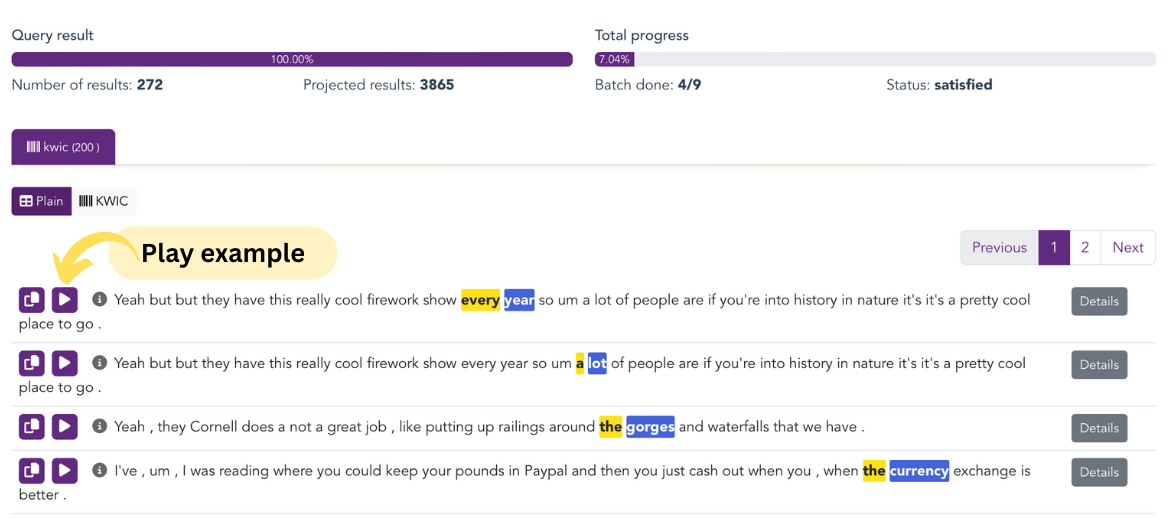 Query result
Total progress
100.00%
7.04%
Number of results: 272
Projected results: 3865
Batch done: 4/9
Status: satisfied
kwic (200 )
Plain
KWIC
Play example
Previous
1
2
Next
Yeah but but they have this really cool firework show every year so um a lot of people are if you're into history in nature it's it's a pretty cool
place to go .
Details
Yeah but but they have this really cool firework show every year so um a lot of people are if you're into history in nature it's it's a pretty cool
place to go .
Details
Yeah , they Cornell does a not a great job , like putting up railings around the gorges and waterfalls that we have .
Details
I've , um , I was reading where you could keep your pounds in Paypal and then you just cash out when you , when the currency exchange is
better .
Details